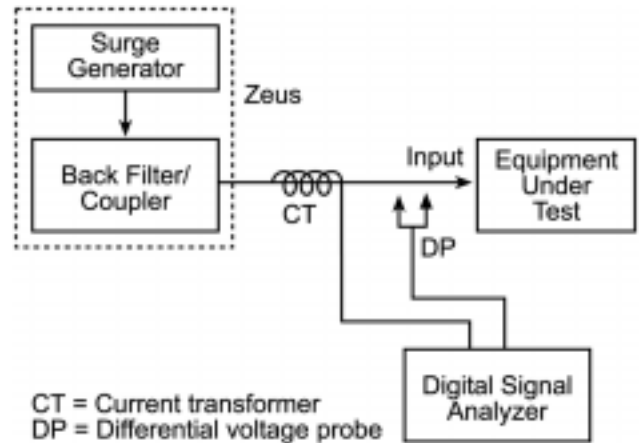 Surge
Generator
Zeus
Back Filter/
Coupler
CT
Input
DP
Equipment
Under
Test
Digital Signal
Analyzer
CT = Current transformer
DP = Differential voltage probe